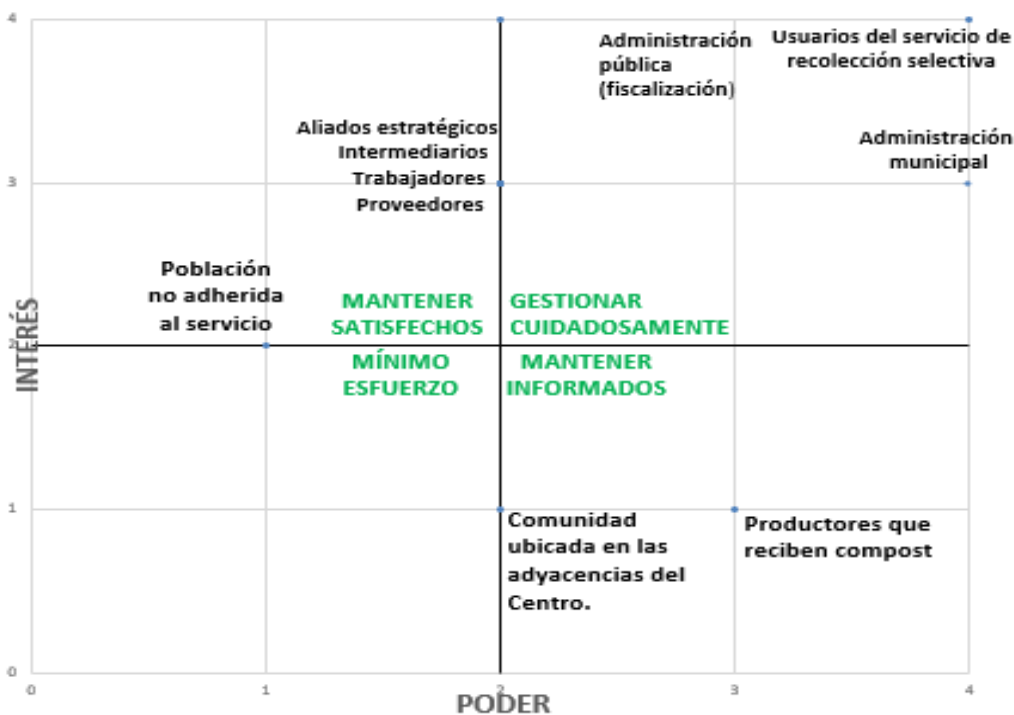 4
Administración
pública
(fiscalización)
Usuarios del servicio de
recolección selectiva
Aliados estratégicos
Intermediarios
Trabajadores
Proveedores
Administración
municipal
3
Población
no adherida
al servicio
MANTENER
SATISFECHOS
GESTIONAR
CUIDADOSAMENTE
INTERÉS
2
MÍNIMO
ESFUERZO
MANTENER
INFORMADOS
1
Comunidad
ubicada en las
adyacencias del
Centro.
Productores que
reciben compost
0
0 1 2 3 4
PODER